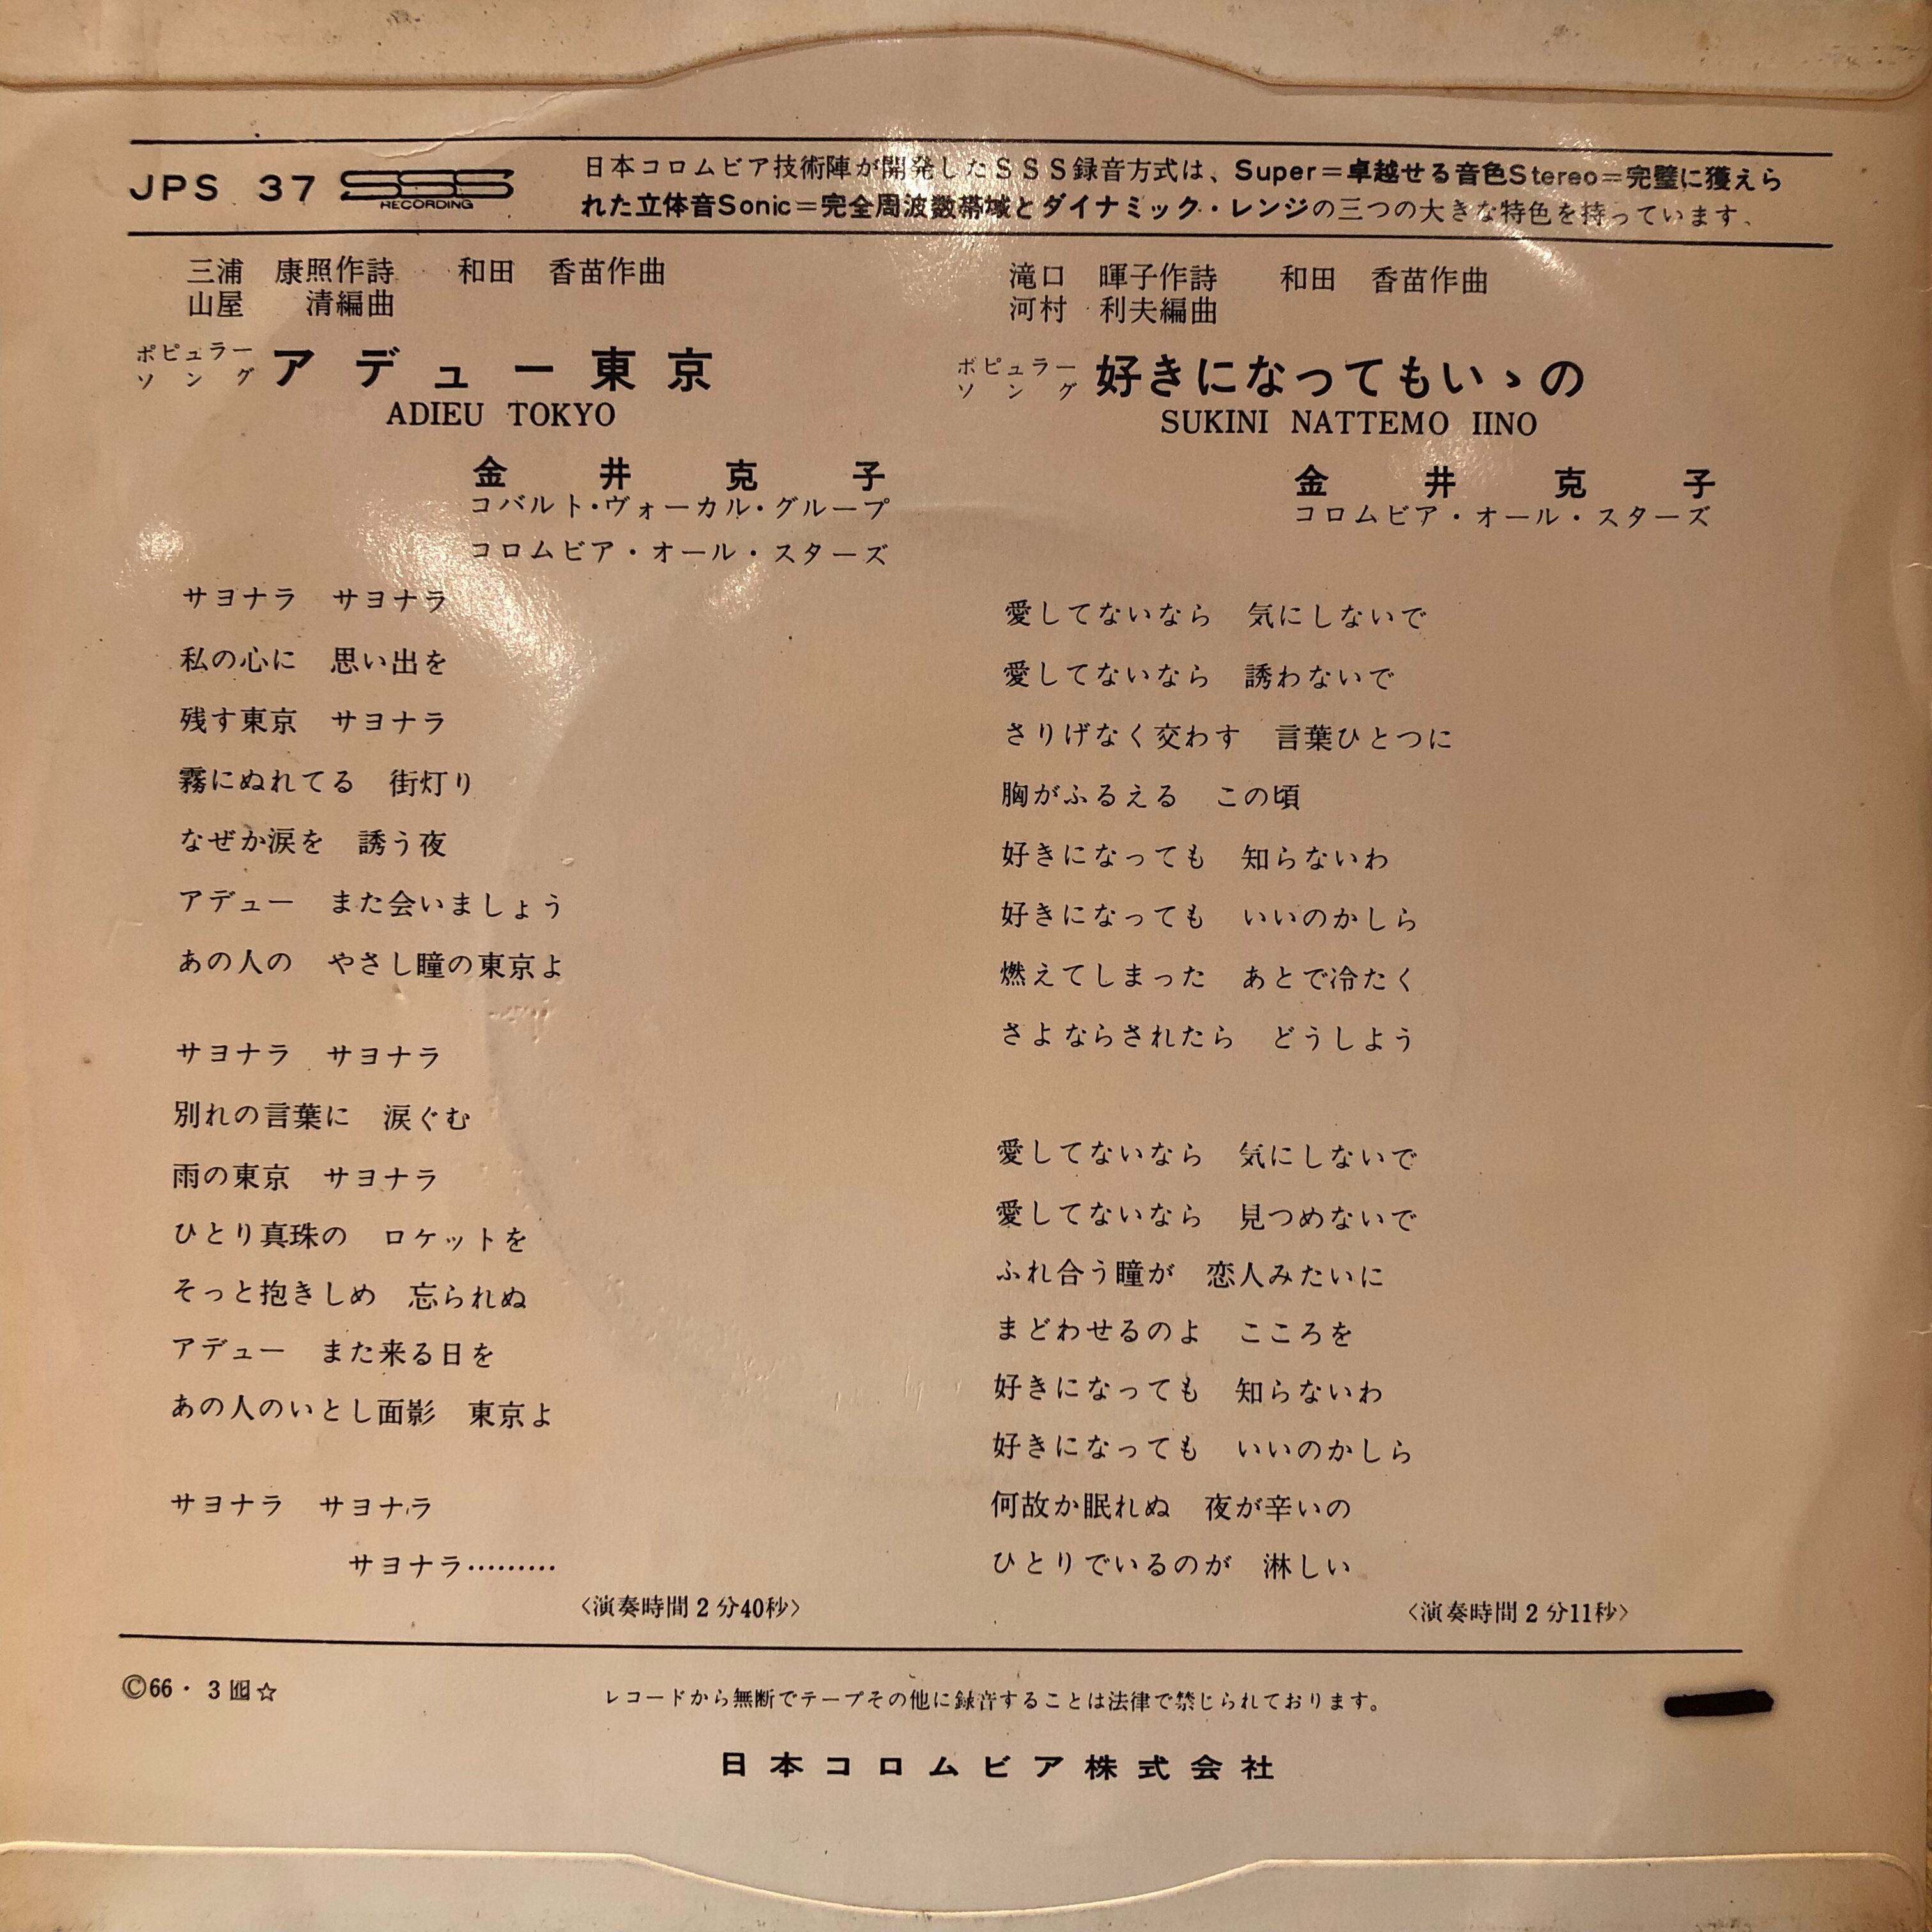 JPS 37 SSS RECORDING
日本コロムビア技術陣が開発したSSS録音方式は、Super=卓越せる音色Stereo=完璧に獲えら
れた立体音Sonic=完全周波数帯域とダイナミック・レンジの三つの大きな特色を持っています、
三浦 康照作詩 和田 香苗作曲
山屋 清編曲
ポピュラー
ソング
アデュー東京
ADIEU TOKYO
金井克子
コバルト・ヴォーカル・グループ
コロムビア・オール・スターズ
サヨナラ サヨナラ
私の心に 思い出を
残す東京 サヨナラ
霧にぬれてる 街灯り
なぜか涙を 誘う夜
アデュー また会いましょう
あの人の やさし瞳の東京よ
サヨナラ サヨナラ
別れの言葉に 涙ぐむ
雨の東京 サヨナラ
ひとり真珠の ロケットを
そっと抱きしめ 忘られぬ
アデュー また来る日を
あの人のいとし面影 東京よ
サヨナラ サヨナラ
サヨナラ………
〈演奏時間2分40秒〉
滝口 暉子作詩 和田 香苗作曲
河村 利夫編曲
ポピュラー
ソング
好きになってもいゝの
SUKINI NATTEMO IINO
金井克子
コロムビア・オール・スターズ
愛してないなら 気にしないで
愛してないなら 誘わないで
さりげなく交わす 言葉ひとつに
胸がふるえる この頃
好きになっても 知らないわ
好きになっても いいのかしら
燃えてしまった あとで冷たく
さよならされたら どうしよう
愛してないなら 気にしないで
愛してないなら 見つめないで
ふれ合う瞳が 恋人みたいに
まどわせるのよ こころを
好きになっても 知らないわ
好きになっても いいのかしら
何故か眠れぬ 夜が辛いの
ひとりでいるのが 淋しい
〈演奏時間2分11秒〉
©66・3 ☆
レコードから無断でテープその他に録音することは法律で禁じられております。
日本コロムビア株式会社